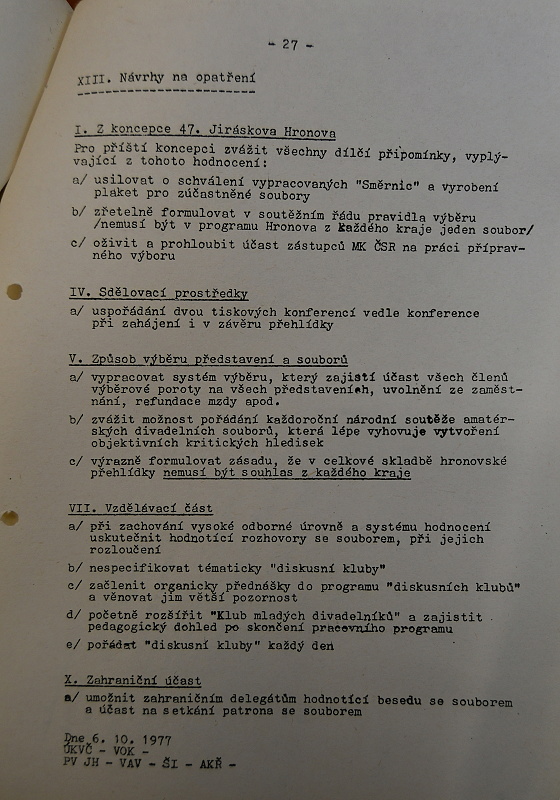 - 27 -
XIII. Návrhy na opatření
I. Z koncepce 47. Jiráskova Hronova
Pro příští koncepci zvážit všechny dílčí připomínky, vyplý-
vající z tohoto hodnocení:
a/ usilovat o schválení vypracovaných "Směrnic" a vyrobení
plaket pro zúčastněné soubory
b/ zřetelně formulovat v soutěžním řádu pravidla výběru
/nemusí být v programu Hronova z každého kraje jeden soubor/
c/ oživit a prohloubit účast zástupců MK ČSR na práci příprav-
ného výboru
IV. Sdělovací prostředky
a/ uspořádání dvou tiskových konferencí vedle konference
při zahájení i v závěru přehlídky
V. Způsob výběru představení a souborů
a/ vypracovat systém výběru, který zajistí účast všech členů
výběrové poroty na všech představeních, uvolnění ze zaměst-
nání, refundace mzdy apod.
b/ zvážit možnost pořádání každoroční národní soutěže amatér-
ských divadelních souborů, která lépe vyhovuje vytvoření
objektivních kritických hledisek
c/ výrazně formulovat zásadu, že v celkové skladbě hronovské
přehlídky nemusí být souhlas z každého kraje
VII. Vzdělávací část
a/ při zachování vysoké odborné úrovně a systému hodnocení
uskutečnit hodnotící rozhovory se souborem, při jejich
rozloučení
b/ nespecifikovat tématicky "diskusní kluby"
c/ začlenit organicky přednášky do programu "diskusních klubů"
a věnovat jim větší pozornost
d/ početně rozšířit "Klub mladých divadelníků" a zajistit
pedagogický dohled po skončení pracovního programu
e/ pořádat "diskusní kluby" každý den
X. Zahraniční účast
a/ umožnit zahraničním delegátům hodnotící besedu se souborem
a účast na setkání patrona se souborem
Dne 6. 10. 1977
ÚKVČ - VOK -
PV JH - VAV - ŠI - AKŘ -